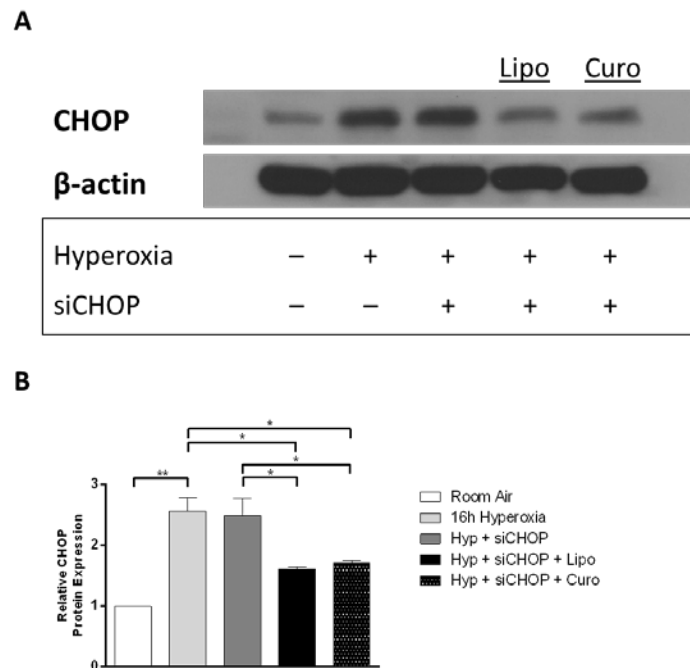 A
Lipo Curo
CHOP
β-actin
Hyperoxia – + + + +
siCHOP – – + + +
B
*
*
*
** *
3
2
1
0
Relative CHOP
Protein Expression
Room Air
16h Hyperoxia
Hyp + siCHOP
Hyp + siCHOP + Lipo
Hyp + siCHOP + Curo